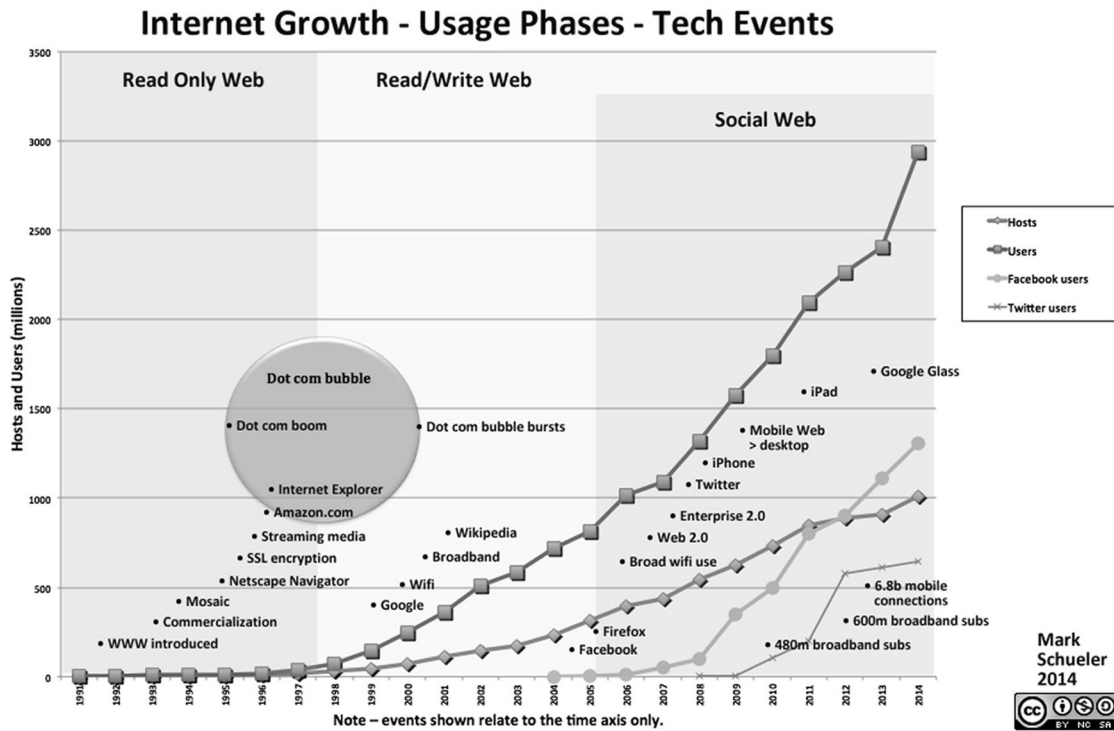 Internet Growth - Usage Phases - Tech Events
3500
3000
2500
2000
1500
1000
500
0
Hosts and Users (millions)
Read Only Web
Read/Write Web
Social Web
Dot com bubble
Dot com boom
Dot com bubble bursts
Internet Explorer
Amazon.com
Streaming media
SSL encryption
Netscape Navigator
Mosaic
Commercialization
WWW introduced
Wikipedia
Broadband
Wifi
Google
Google Glass
iPad
Mobile Web
> desktop
iPhone
Twitter
Enterprise 2.0
Web 2.0
Broad wifi use
Firefox
Facebook
6.8b mobile
connections
600m broadband subs
480m broadband subs
1991
1992
1993
1994
1995
1996
1997
1998
1999
2000
2001
2002
2003
2004
2005
2006
2007
2008
2009
2010
2011
2012
2013
2014
Note – events shown relate to the time axis only.
Hosts
Users
Facebook users
Twitter users
Mark
Schueler
2014
cc
BY NC SA